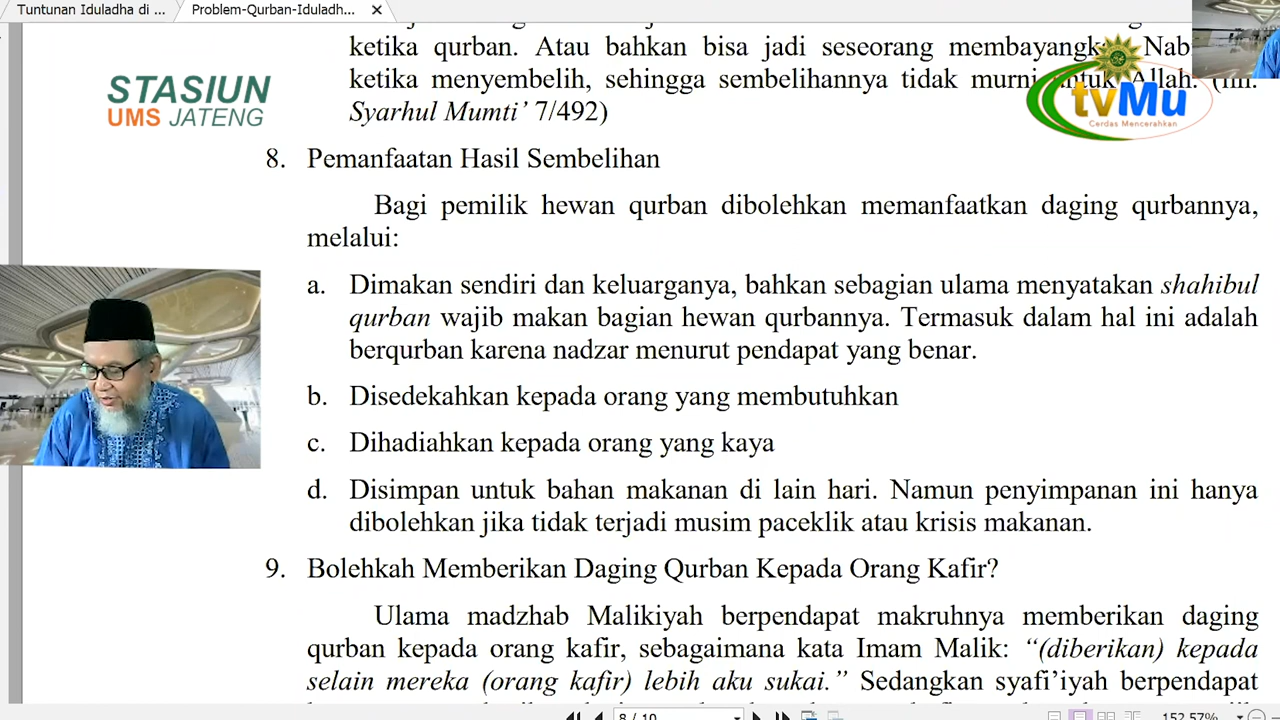 Tuntunan Iduladha di ...
Problem-Qurban-Iduladh...
ketika qurban. Atau bahkan bisa jadi seseorang
ketika menyembelih, sehingga sembelihannya tidak murni untuk Allah.
Syarhul Mumti’ 7/492)
STASIUN
UMS JATENG
tvMu
Cerdas Mencerahkan
8. Pemanfaatan Hasil Sembelihan
Bagi pemilik hewan qurban dibolehkan memanfaatkan daging qurbannya,
melalui:
a. Dimakan sendiri dan keluarganya, bahkan sebagian ulama menyatakan shahibul
qurban wajib makan bagian hewan qurbannya. Termasuk dalam hal ini adalah
berqurban karena nadzar menurut pendapat yang benar.
b. Disedekahkan kepada orang yang membutuhkan
c. Dihadiahkan kepada orang yang kaya
d. Disimpan untuk bahan makanan di lain hari. Namun penyimpanan ini hanya
dibolehkan jika tidak terjadi musim paceklik atau krisis makanan.
9. Bolehkah Memberikan Daging Qurban Kepada Orang Kafir?
Ulama madzhab Malikiyah berpendapat makruhnya memberikan daging
qurban kepada orang kafir, sebagaimana kata Imam Malik: “(diberikan) kepada
selain mereka (orang kafir) lebih aku sukai.” Sedangkan syafi’iyah berpendapat
8 / 10
152,57%